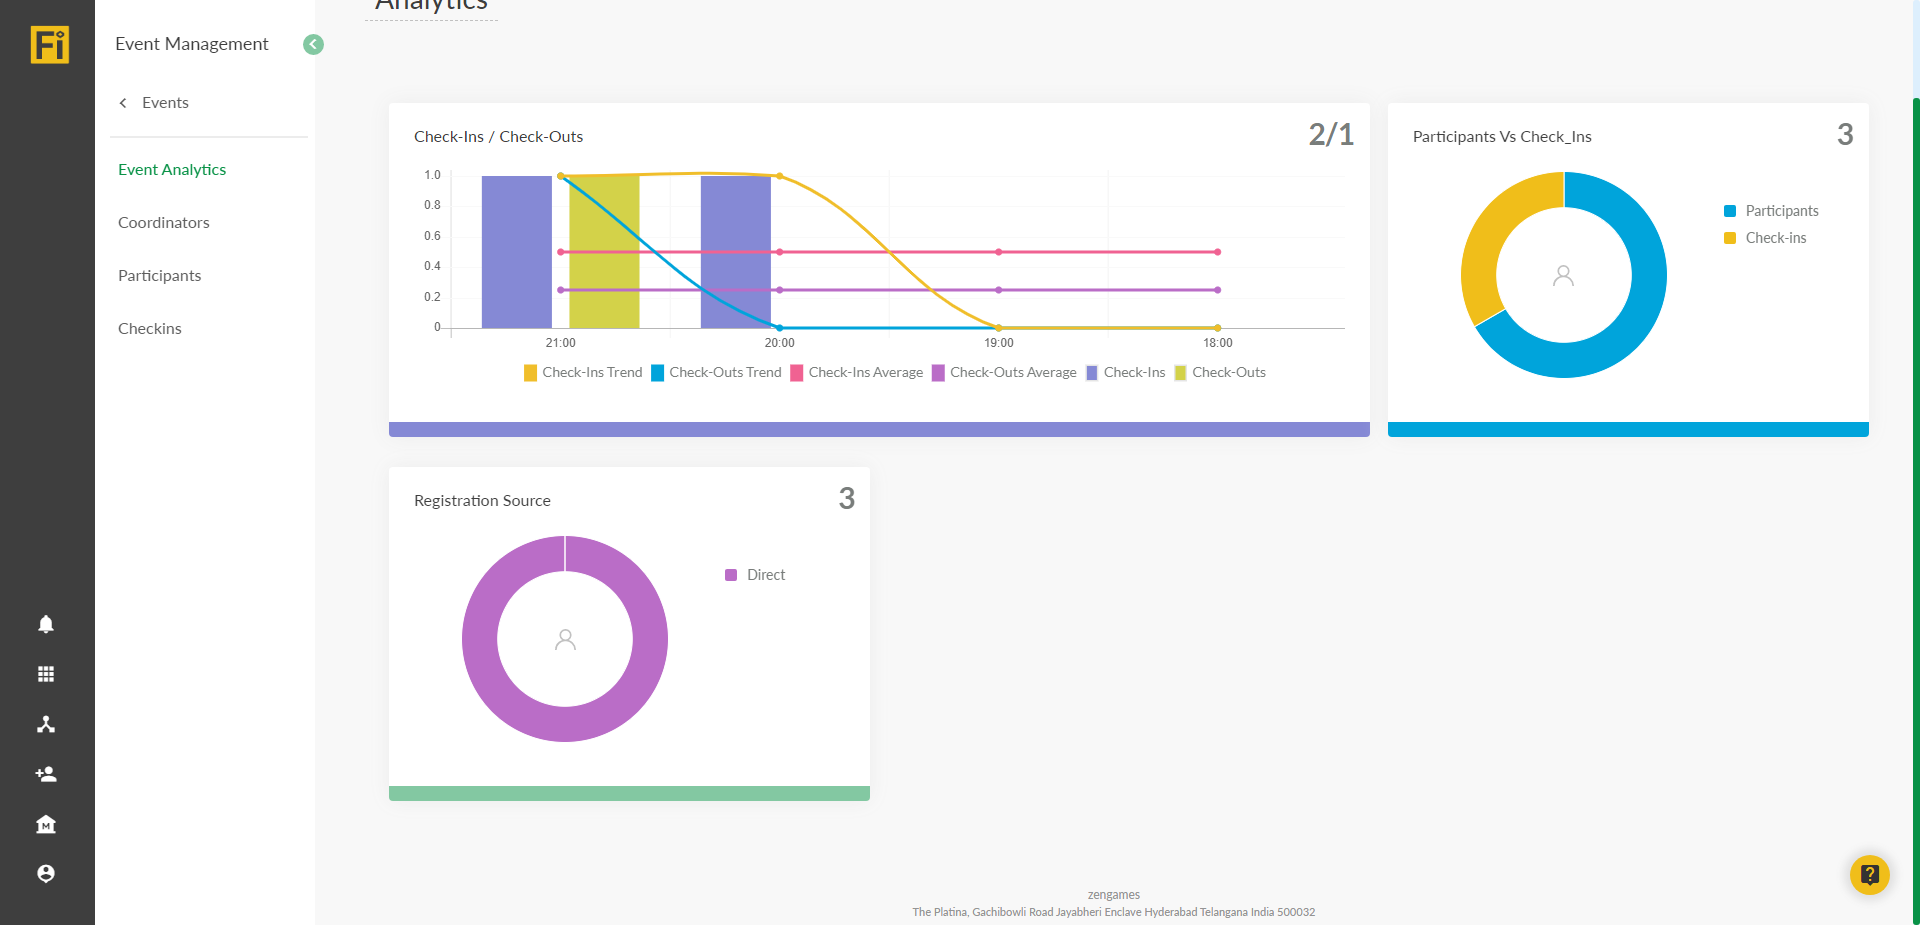 Analytics
Fi
Event Management
Events
Event Analytics
Coordinators
Participants
Checkins
Check-Ins / Check-Outs
2/1
1.0
0.8
0.6
0.4
0.2
0
21:00
20:00
19:00
18:00
Check-Ins Trend
Check-Outs Trend
Check-Ins Average
Check-Outs Average
Check-Ins
Check-Outs
Participants Vs Check_Ins
3
Participants
Check-ins
Registration Source
3
Direct
M
?
zengames
The Platina, Gachibowli Road Jayabheri Enclave Hyderabad Telangana India 500032